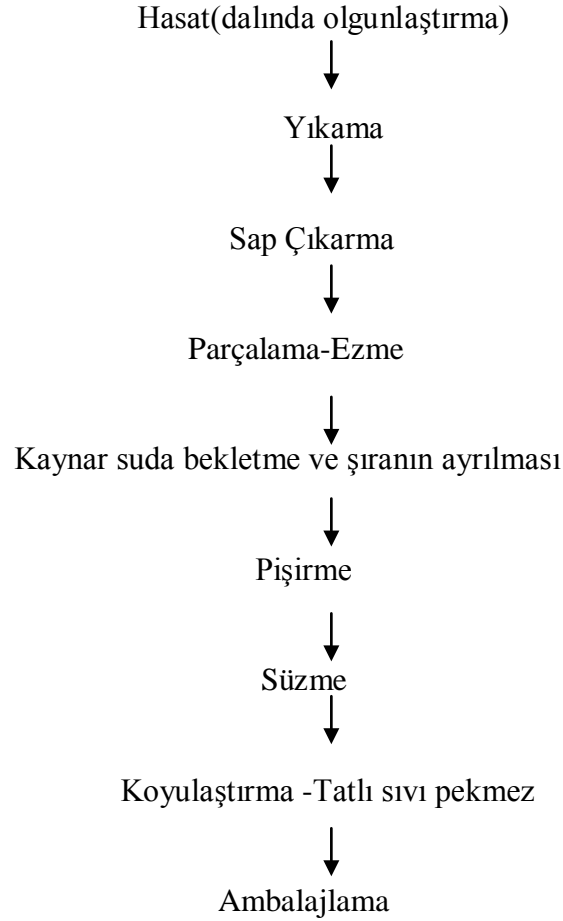 Hasat(dalında olgunlaştırma)
Yıkama
Sap Çıkarma
Parçalama-Ezme
Kaynar suda bekletme ve şıranın ayrılması
Pişirme
Süzme
Koyulaştırma -Tatlı sıvı pekmez
Ambalajlama